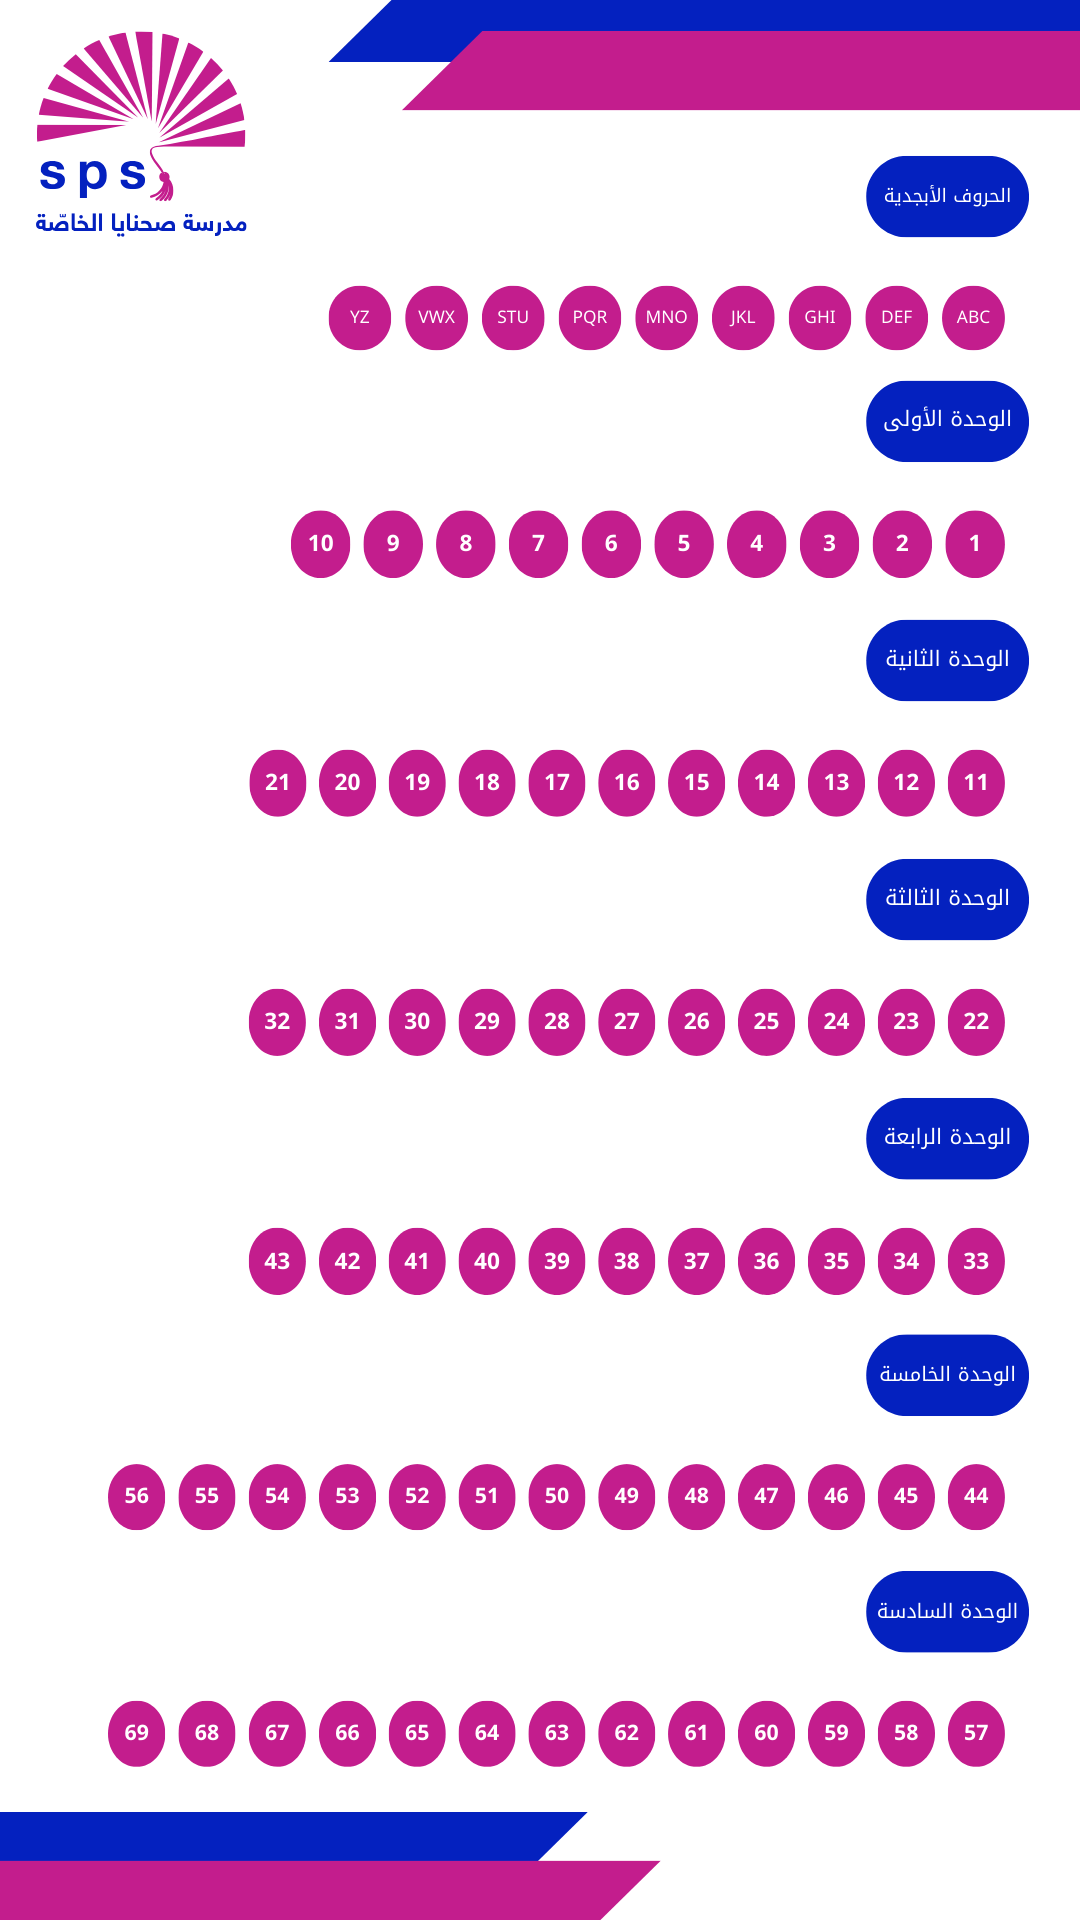 sps
مدرسة صحنايا الخاصّة
الحروف الأبجدية
ABC DEF GHI JKL MNO PQR STU VWX YZ
الوحدة الأولى
1 2 3 4 5 6 7 8 9 10
الوحدة الثانية
11 12 13 14 15 16 17 18 19 20 21
الوحدة الثالثة
22 23 24 25 26 27 28 29 30 31 32
الوحدة الرابعة
33 34 35 36 37 38 39 40 41 42 43
الوحدة الخامسة
44 45 46 47 48 49 50 51 52 53 54 55 56
الوحدة السادسة
57 58 59 60 61 62 63 64 65 66 67 68 69